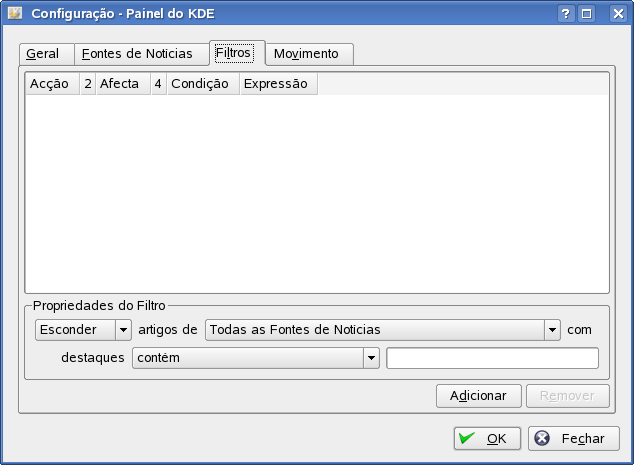 Configuração - Painel do KDE
Geral Fontes de Noticias Filtros Movimento
Acção 2 Afecta 4 Condição Expressão
Propriedades do Filtro
Esconder artigos de Todas as Fontes de Noticias com
destaques contém
Adicionar Remover
OK Fechar